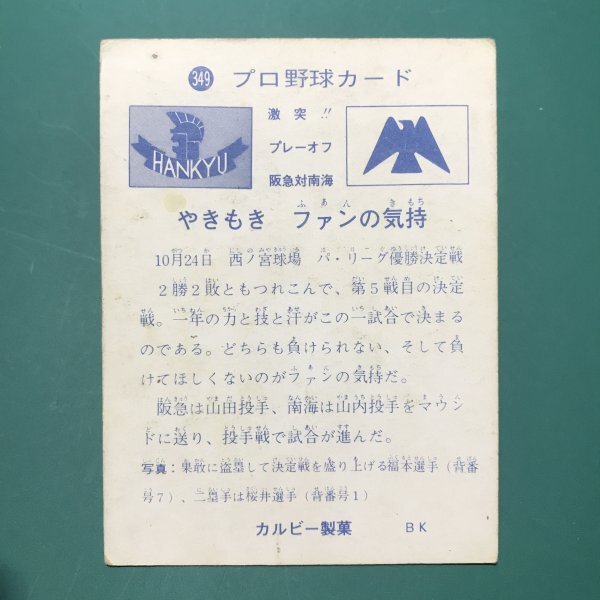 349 プロ野球カード
HANKYU
激突!!
プレーオフ
阪急対南海
やきもき ファンの気持
10月24日 西ノ宮球場 パ・リーグ優勝決定戦
2勝2敗ともつれこんで、第5戦目の決定
戦。一年の力と技と汗がこの一試合で決まる
のである。どちらも負けられない、そして負
けてほしくないのがファンの気持だ。
阪急は山田投手、南海は山内投手をマウン
ドに送り、投手戦で試合が進んだ。
写真：果敢に盗塁して決定戦を盛り上げる福本選手（背番
号7）、二塁手は桜井選手（背番号1）
カルビー製菓 BK